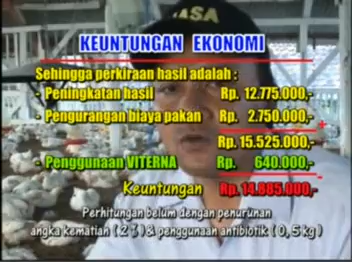 ASA
KEUNTUNGAN EKONOMI
Sehingga perkiraan hasil adalah :
- Peningkatan hasil Rp. 12.775.000,-
- Pengurangan biaya pakan Rp. 2.750.000,-
+
Rp. 15.525.000,-
- Penggunaan VITERNA Rp. 640.000,-
-
Keuntungan Rp. 14.885.000,-
Perhitungan belum dengan penurunan
angka kematian ( 2 % ) & penggunaan antibiotik ( 0, 5 kg )